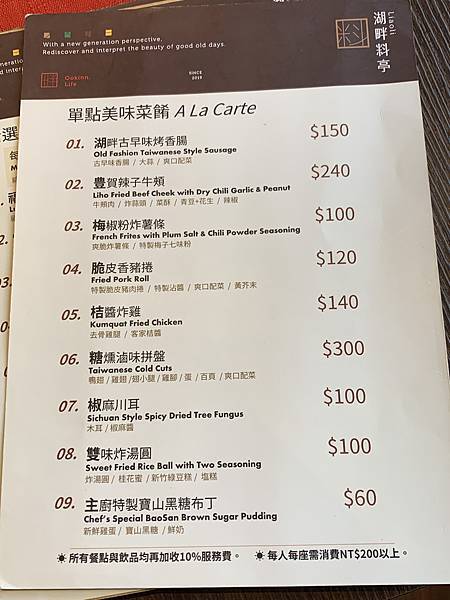 With a new generation perspective,
Rediscover and interpret the beauty of good old days.
Ookinn.
Life
SINCE
2019
湖畔料亭
Liaoli
單點美味菜餚 A La Carte
01. 湖畔古早味烤香腸 $150
Old Fashion Taiwanese Style Sausage
古早味香腸 / 大蒜 / 爽口配菜
02. 豊賀辣子牛頰 $240
Liho Fried Beef Cheek with Dry Chili Garlic & Peanut
牛頰肉 / 炸蒜頭 / 菜酥 / 青豆+花生 / 辣椒
03. 梅椒粉炸薯條 $100
French Frites with Plum Salt & Chili Powder Seasoning
爽脆炸薯條 / 特製梅子七味粉
04. 脆皮香豬捲 $120
Fried Pork Roll
特製脆皮豬肉捲 / 特製沾醬 / 爽口配菜 / 黃芥末
05. 桔醬炸雞 $140
Kumquat Fried Chicken
去骨雞腿 / 客家桔醬
06. 糖燻滷味拼盤 $300
Taiwanese Cold Cuts
鴨翅 / 雞翅 /翅小腿 / 雞腳 / 蛋 / 百頁 / 爽口配菜
07. 椒麻川耳 $100
Sichuan Style Spicy Dried Tree Fungus
木耳 / 椒麻醬
08. 雙味炸湯圓 $100
Sweet Fried Rice Ball with Two Seasoning
炸湯圓 / 桂花蜜 / 新竹綠豆糕 / 塩糕
09. 主廚特製寶山黑糖布丁 $60
Chef's Special BaoSan Brown Sugar Pudding
新鮮雞蛋 / 寶山黑糖 / 鮮奶
☀ 所有餐點與飲品均再加收10%服務費。 ☀ 每人每座需消費NT$200以上。